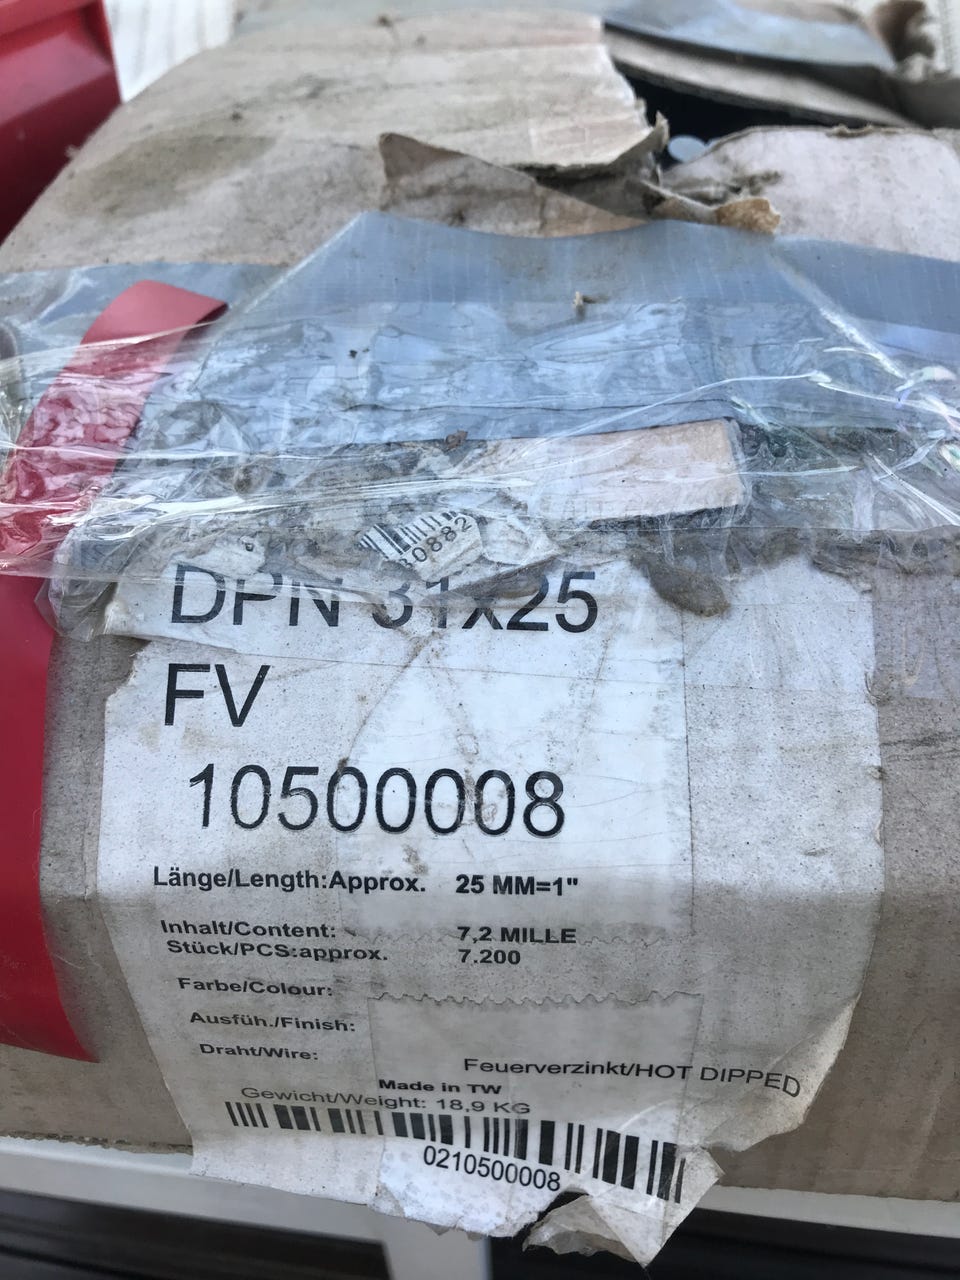 0882
DPN 31x25
FV
10500008
Länge/Length:Approx. 25 MM=1"
Inhalt/Content: 7,2 MILLE
Stück/PCS:approx. 7.200
Farbe/Colour:
Ausfüh./Finish:
Draht/Wire:
Feuerverzinkt/HOT DIPPED
Made in TW
Gewicht/Weight: 18,9 KG
0210500008